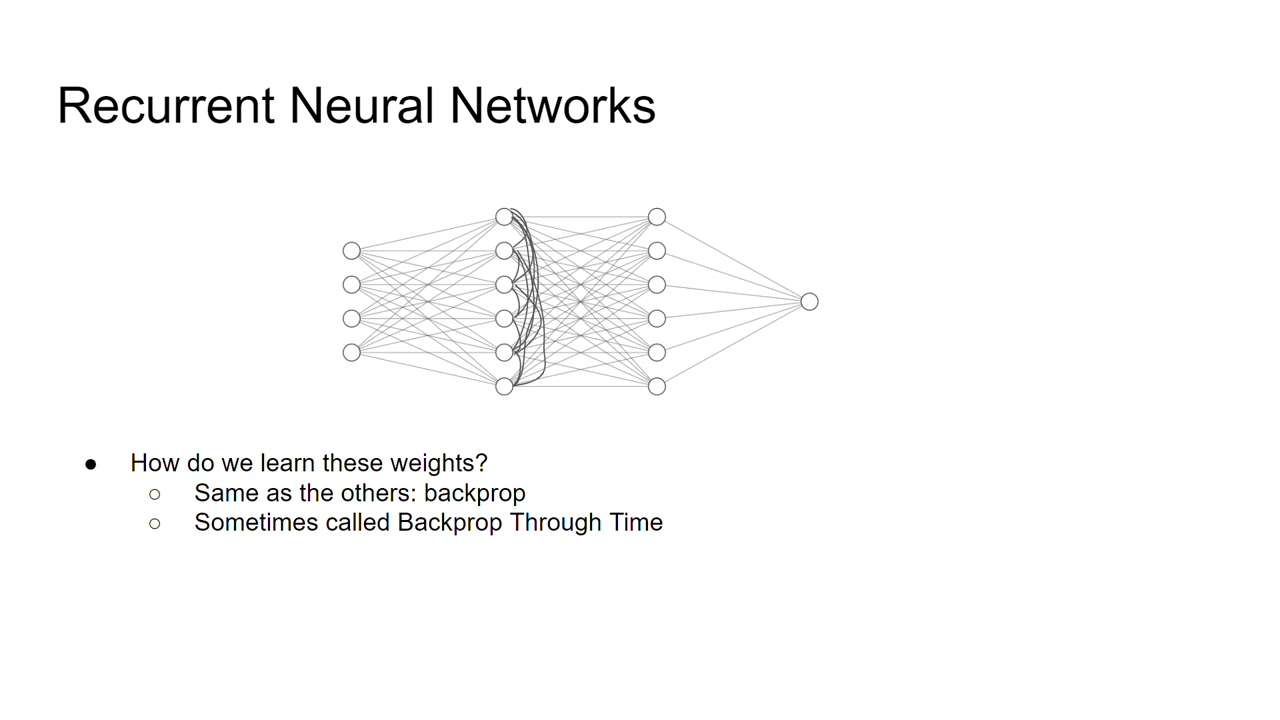 Recurrent Neural Networks
● How do we learn these weights?
○ Same as the others: backprop
○ Sometimes called Backprop Through Time